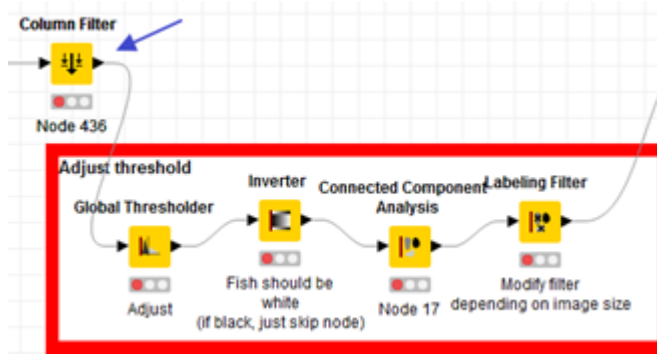 Column Filter
Node 436
Adjust threshold
Global Thresholder
Adjust
Inverter
Fish should be
white
(if black, just skip node)
Connected Component
Analysis
Node 17
Labeling Filter
Modify filter
depending on image size